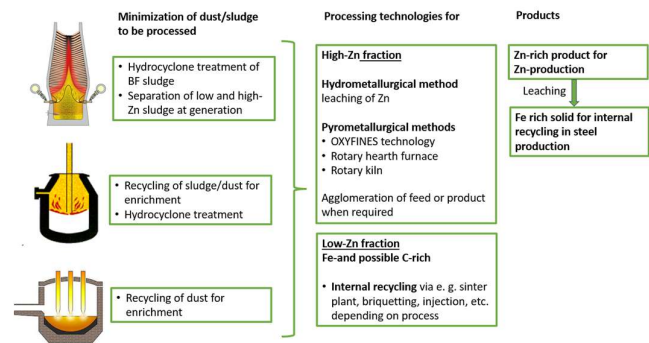 Minimization of dust/sludge
to be processed
• Hydrocyclone treatment of
BF sludge
• Separation of low and high-
Zn sludge at generation
• Recycling of sludge/dust for
enrichment
• Hydrocyclone treatment
• Recycling of dust for
enrichment
Processing technologies for
High-Zn fraction
Hydrometallurgical method
leaching of Zn
Pyrometallurgical methods
• OXYFINES technology
• Rotary hearth furnace
• Rotary kiln
Agglomeration of feed or product
when required
Low-Zn fraction
Fe-and possible C-rich
• Internal recycling via e. g. sinter
plant, briquetting, injection, etc.
depending on process
Products
Zn-rich product for
Zn-production
Leaching
Fe rich solid for internal
recycling in steel
production